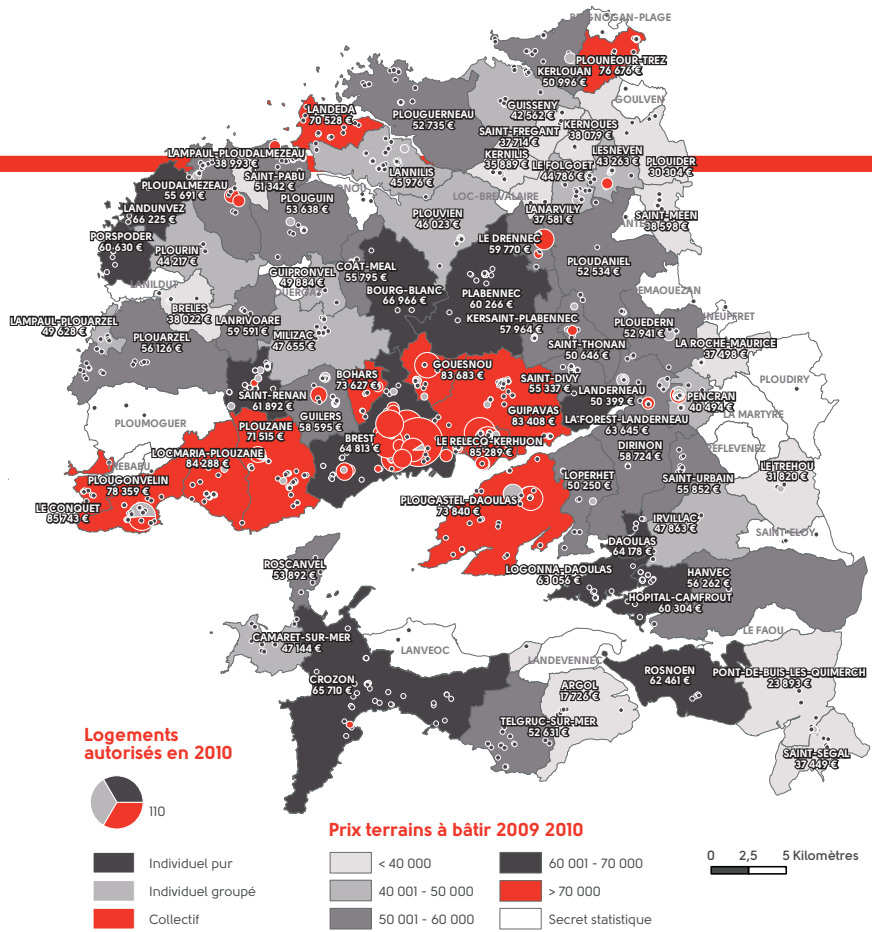 BRIGNOGAN-PLAGE
PLOUNEOUR-TREZ
76 676 €
KERLOUAN
50 996 €
GOULVEN
LANDEDA
70 528 €
PLOUGUERNEAU
52 735 €
GUISSENY
42 562 €
KERNOUES
38 079 €
SAINT-FREGANT
37 714 €
LAMPAUL-PLOUDALMEZEAU
38 993 €
KERNILIS
35 889 €
LESNEVEN
43 263 €
LE FOLGOET
44 786 €
PLOUIDER
30 304 €
SAINT-PABU
51 342 €
LANNILIS
45 976 €
PLOUDALMEZEAU
55 691 €
LANDUNVEZ
66 225 €
PLOUGUIN
53 638 €
LOC-BREVALAIRE
PLOUVIEN
46 023 €
LANARVILY
37 581 €
SAINT-MEEN
38 598 €
PORSPODER
60 630 €
LE DRENNEC
59 770 €
PLOURIN
44 217 €
PLOUDANIEL
52 534 €
GUIPRONVEL
49 884 €
COAT-MEAL
55 795 €
BOURG-BLANC
66 966 €
PLABENNEC
60 266 €
LANILDUT
BRELES
38 022 €
KERSAINT-PLABENNEC
57 964 €
LAMPAUL-PLOUARZEL
49 628 €
LANRIVOARE
59 591 €
PLOUEDERN
52 941 €
PLOUARZEL
56 126 €
MILIZAC
47 655 €
SAINT-THONAN
50 646 €
LA ROCHE-MAURICE
37 498 €
GOUESNOU
83 683 €
BOHARS
73 627 €
SAINT-DIVY
55 337 €
PLOUDIRY
LANDERNEAU
50 399 €
PENCRAN
40 494 €
SAINT-RENAN
61 892 €
GUILERS
58 595 €
GUIPAVAS
83 408 €
LA MARTYRE
LA FOREST-LANDERNEAU
63 645 €
PLOUMOGUER
PLOUZANE
71 515 €
BREST
64 813 €
LE RELECQ-KERHUON
85 289 €
DIRINON
58 724 €
LOCMARIA-PLOUZANE
84 288 €
LE TREHOU
31 820 €
PLOUGONVELIN
78 359 €
LOPERHET
50 250 €
SAINT-URBAIN
55 852 €
PLOUGASTEL-DAOULAS
73 840 €
LE CONQUET
85 743 €
IRVILLAC
47 863 €
SAINT-ELOY
DAOULAS
64 178 €
ROSCANVEL
53 892 €
LOGONNA-DAOULAS
63 056 €
HANVEC
56 262 €
HOPITAL-CAMFROUT
60 304 €
CAMARET-SUR-MER
47 144 €
LE FAOU
LANVEOC
LANDEVENNEC
CROZON
65 710 €
ROSNOEN
62 461 €
PONT-DE-BUIS-LES-QUIMERCH
23 893 €
ARGOL
17 726 €
TELGRUC-SUR-MER
52 631 €
SAINT-SEGAL
37 449 €
Logements
autorisés en 2010
110
Individuel pur
Individuel groupé
Collectif
Prix terrains à bâtir 2009 2010
< 40 000
40 001 - 50 000
50 001 - 60 000
60 001 - 70 000
> 70 000
Secret statistique
0 2,5 5 Kilomètres